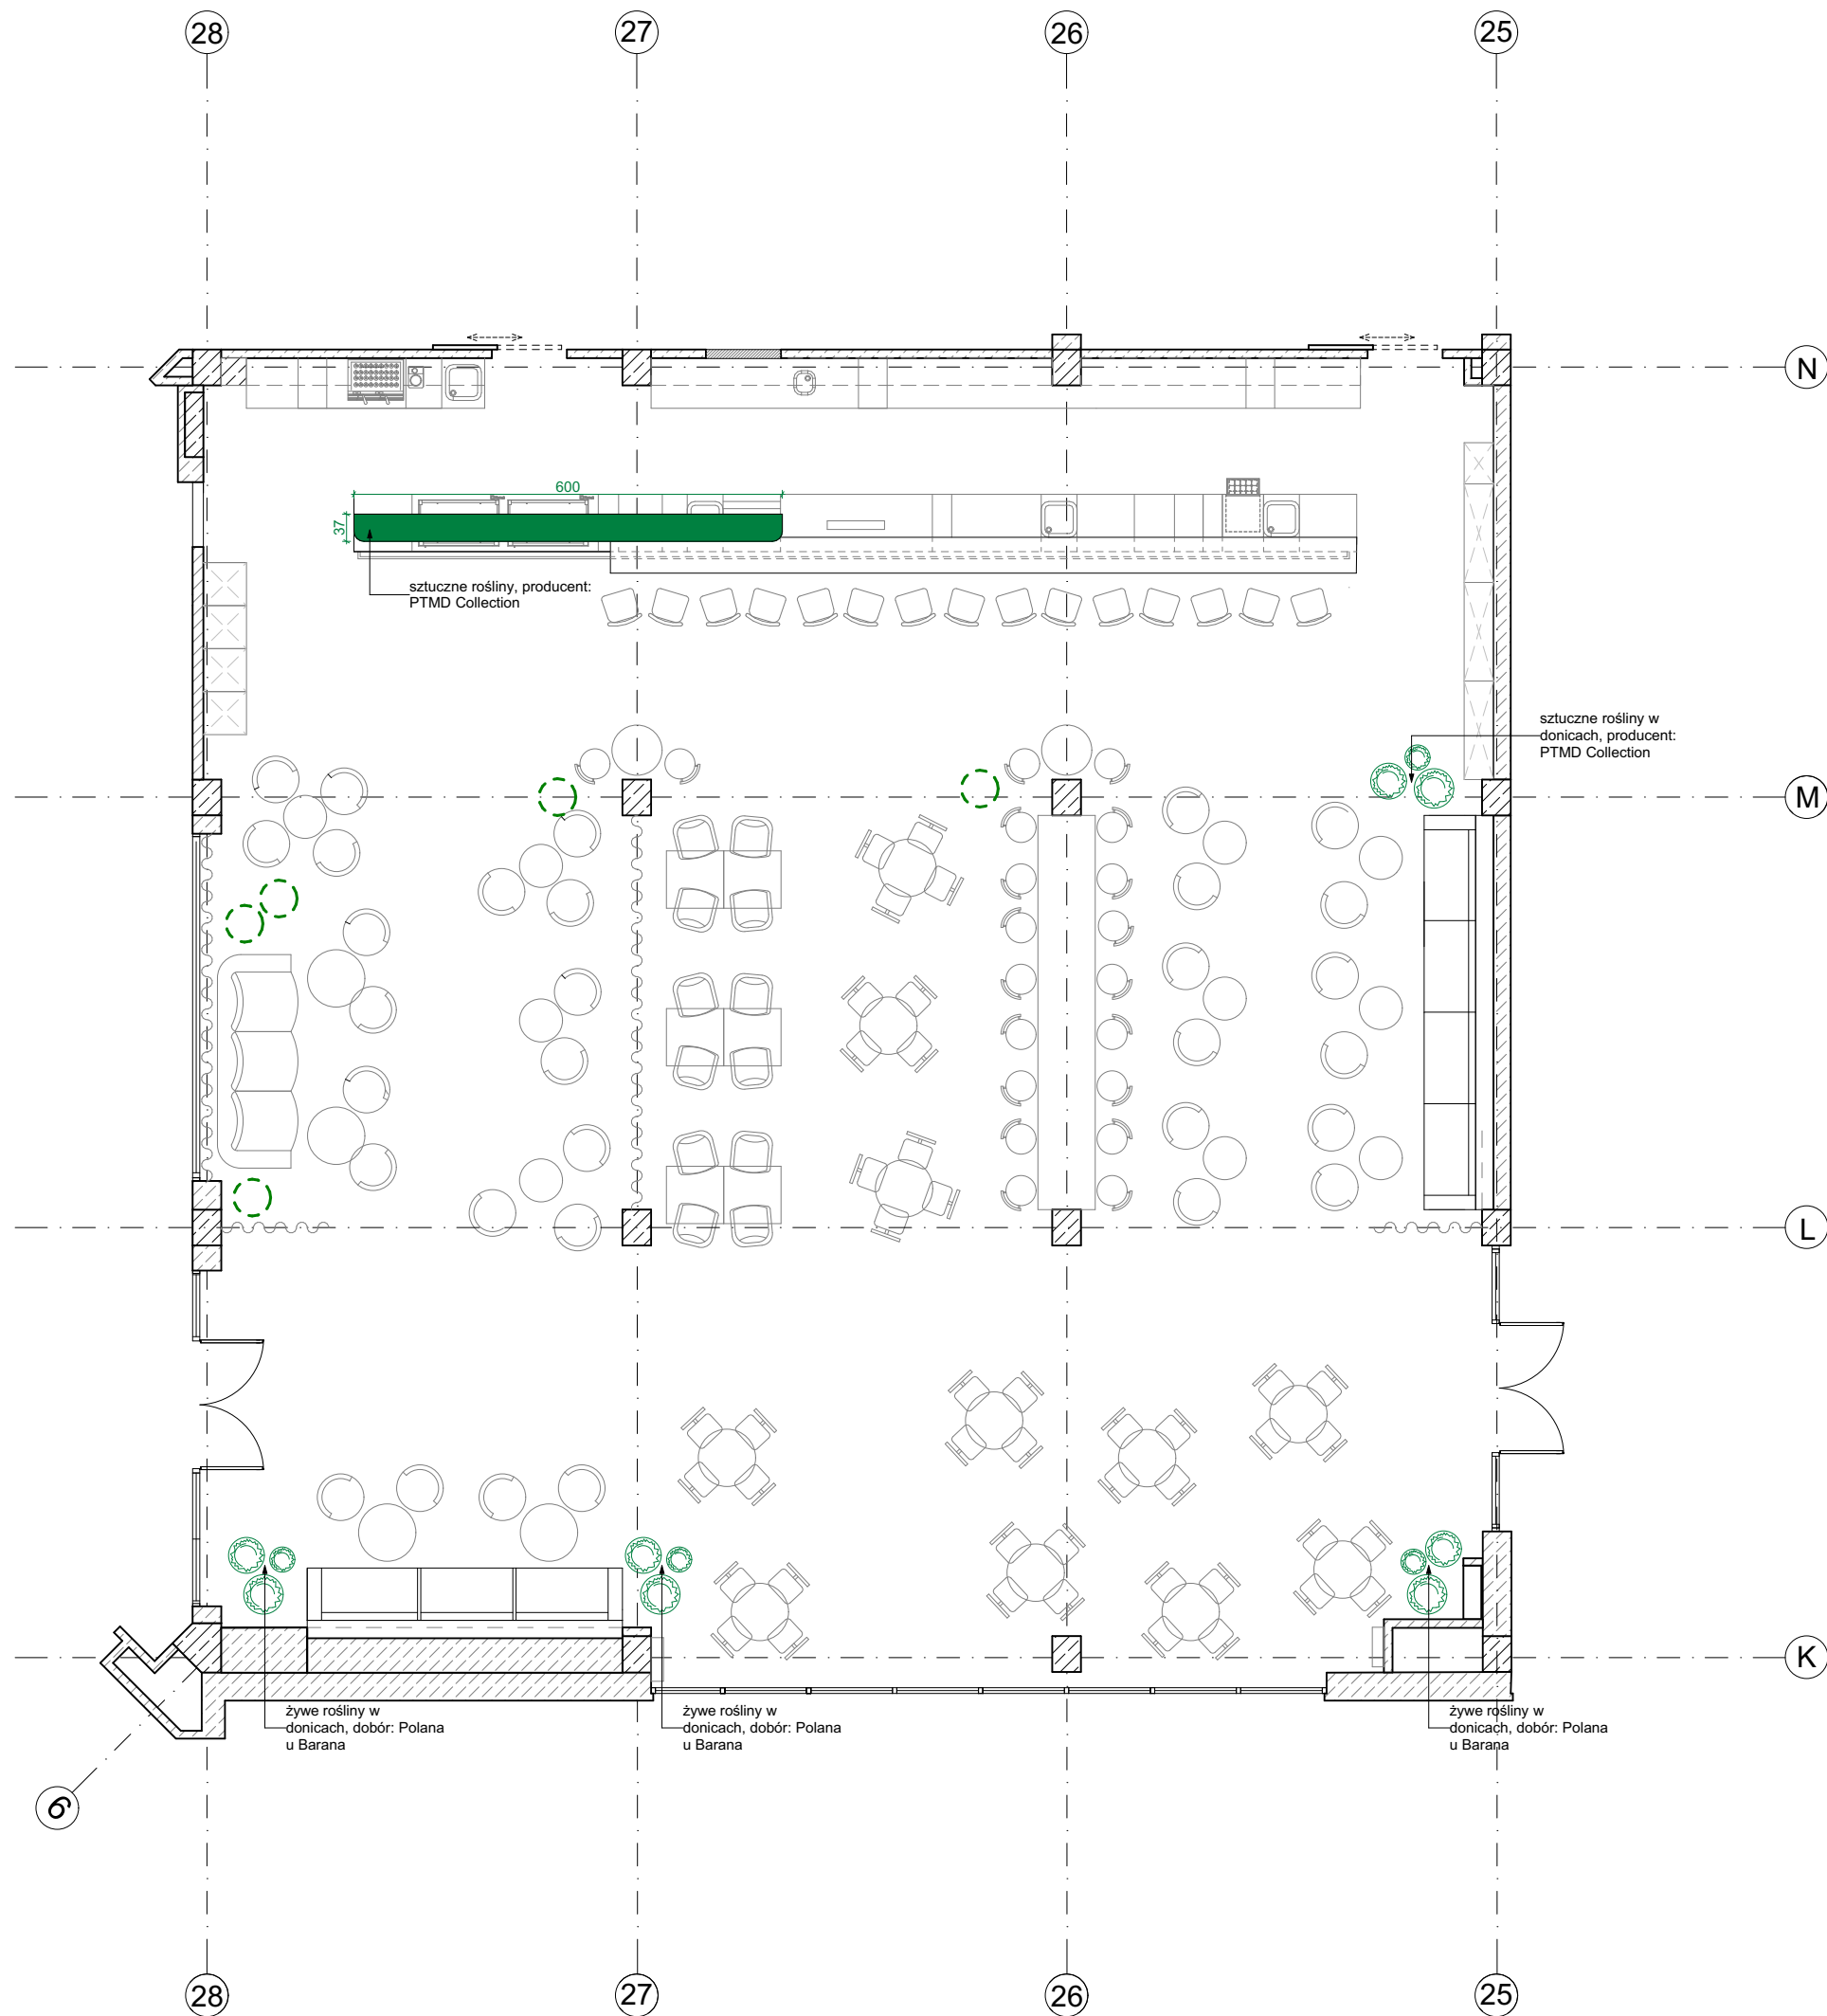 28
27
26
25
N
600
37
sztuczne rośliny, producent:
PTMD Collection
sztuczne rośliny w
donicach, producent:
PTMD Collection
M
L
K
żywe rośliny w
donicach, dobór: Polana
u Barana
żywe rośliny w
donicach, dobór: Polana
u Barana
żywe rośliny w
donicach, dobór: Polana
u Barana
6
28
27
26
25